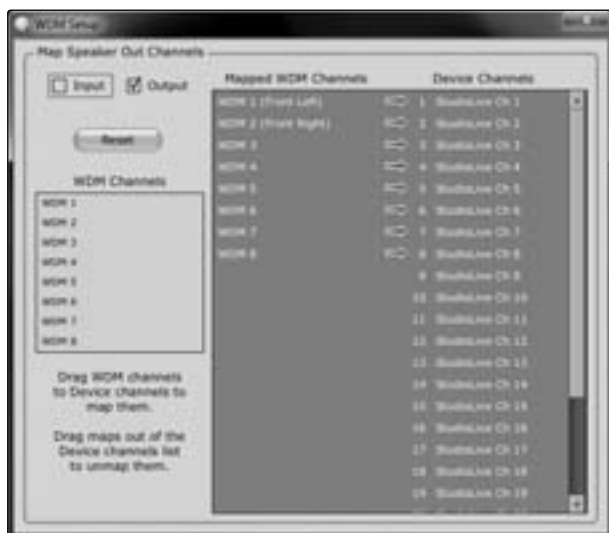 WDM Setup
Map Speaker Out Channels
Input
Output
Reset
WDM Channels
WDM 1
WDM 2
WDM 3
WDM 4
WDM 5
WDM 6
WDM 7
WDM 8
Drag WDM channels
to Device channels to
map them.
Drag maps out of the
Device channels list
to unmap them.
Mapped WDM Channels Device Channels
WDM 1 (Front Left) 1 StudioLive Ch 1
WDM 2 (Front Right) 2 StudioLive Ch 2
WDM 3 3 StudioLive Ch 3
WDM 4 4 StudioLive Ch 4
WDM 5 5 StudioLive Ch 5
WDM 6 6 StudioLive Ch 6
WDM 7 7 StudioLive Ch 7
WDM 8 8 StudioLive Ch 8
9 StudioLive Ch 9
10 StudioLive Ch 10
11 StudioLive Ch 11
12 StudioLive Ch 12
13 StudioLive Ch 13
14 StudioLive Ch 14
15 StudioLive Ch 15
16 StudioLive Ch 16
17 StudioLive Ch 17
18 StudioLive Ch 18
19 StudioLive Ch 19